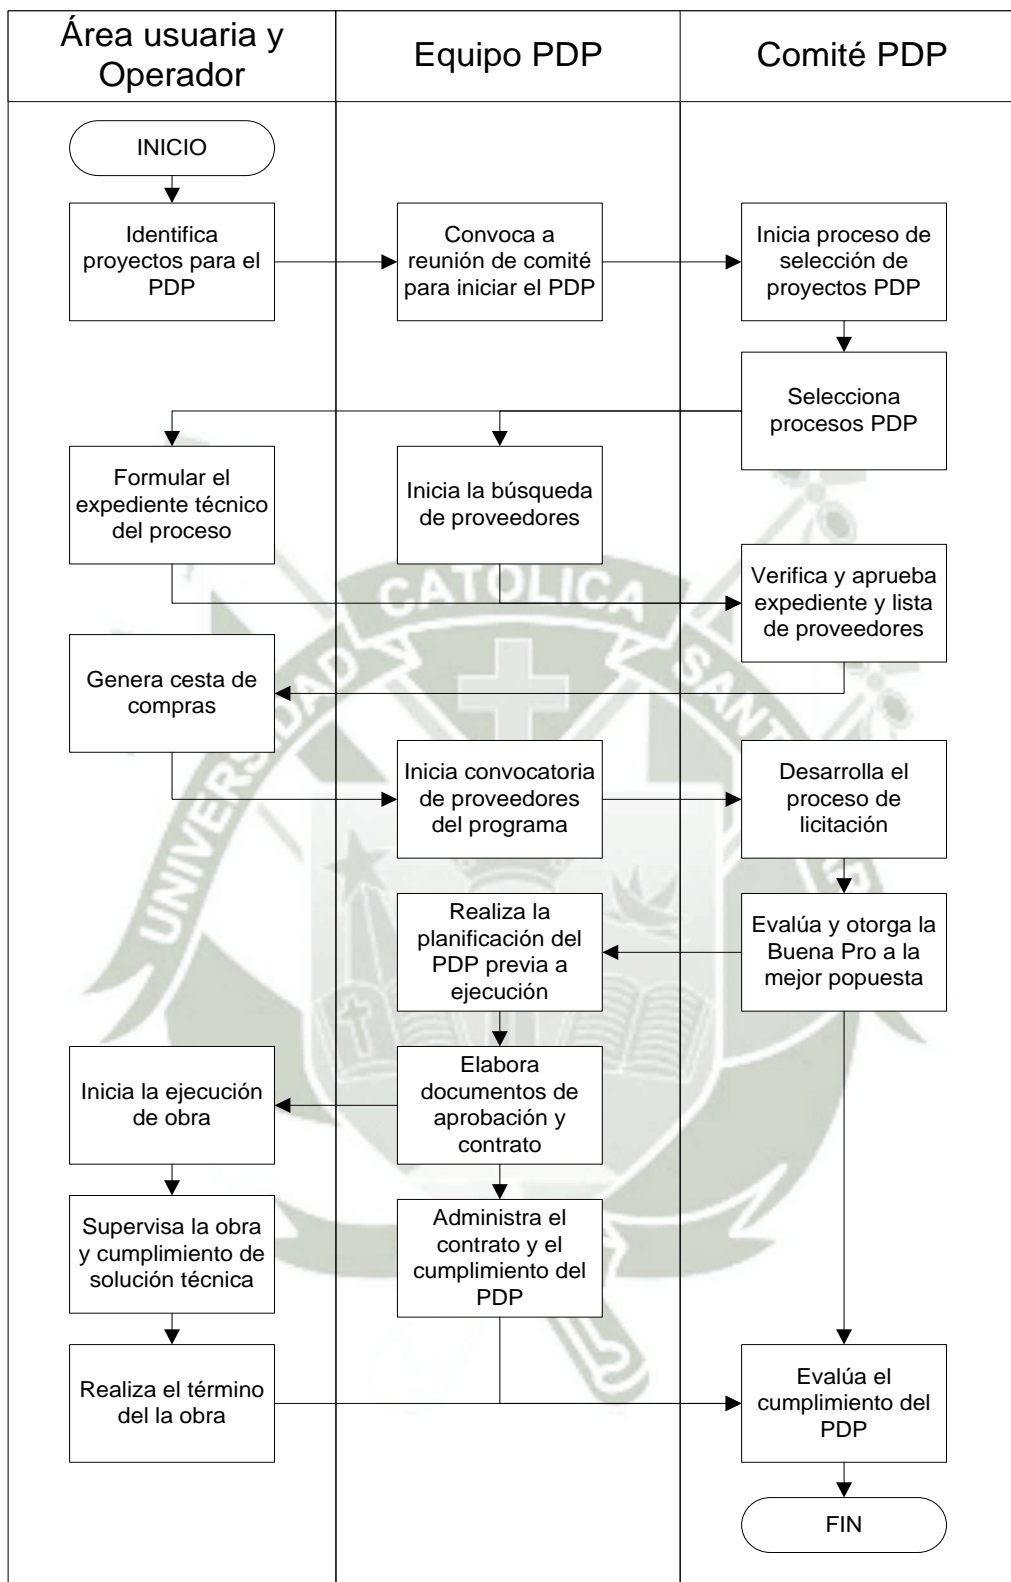 Área usuaria y
Operador
Equipo PDP
Comité PDP
INICIO
Identifica
proyectos para el
PDP
Convoca a
reunión de comité
para iniciar el PDP
Inicia proceso de
selección de
proyectos PDP
Selecciona
procesos PDP
Formular el
expediente técnico
del proceso
Inicia la búsqueda
de proveedores
Verifica y aprueba
expediente y lista
de proveedores
Genera cesta de
compras
Inicia convocatoria
de proveedores
del programa
Desarrolla el
proceso de
licitación
Realiza la
planificación del
PDP previa a
ejecución
Evalúa y otorga la
Buena Pro a la
mejor popuesta
Inicia la ejecución
de obra
Elabora
documentos de
aprobación y
contrato
Supervisa la obra
y cumplimiento de
solución técnica
Administra el
contrato y el
cumplimiento del
PDP
Realiza el término
del la obra
Evalúa el
cumplimiento del
PDP
FIN
UNIVERSIDAD
CATOLICA